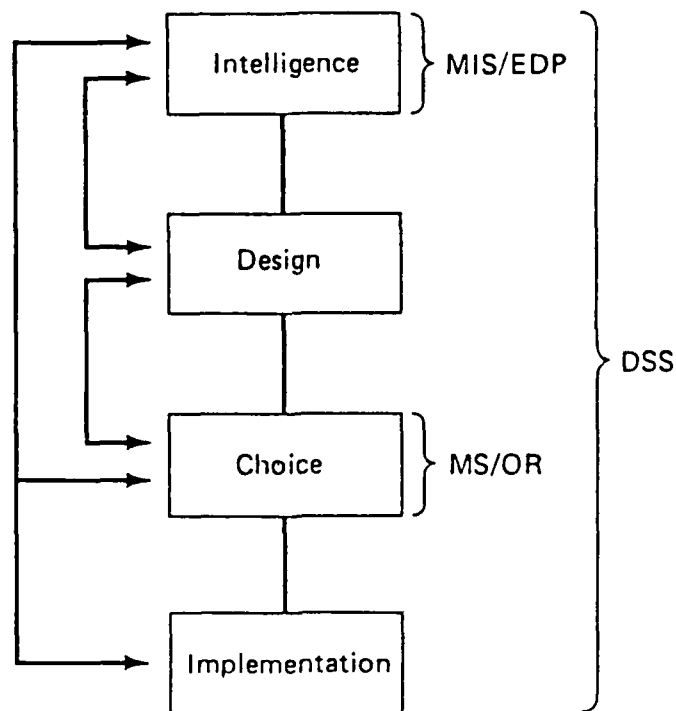 Intelligence
MIS/EDP
Design
DSS
Choice
MS/OR
Implementation